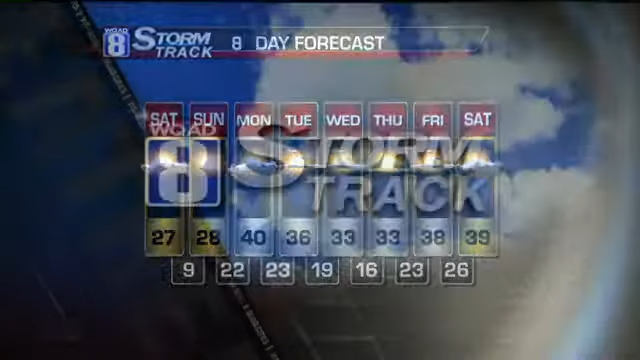 WQAD
8 STORM TRACK 8 DAY FORECAST
SAT SUN MON TUE WED THU FRI SAT
WQAD
8 STORM TRACK
27 28 40 36 33 33 38 39
9 22 23 19 16 23 26